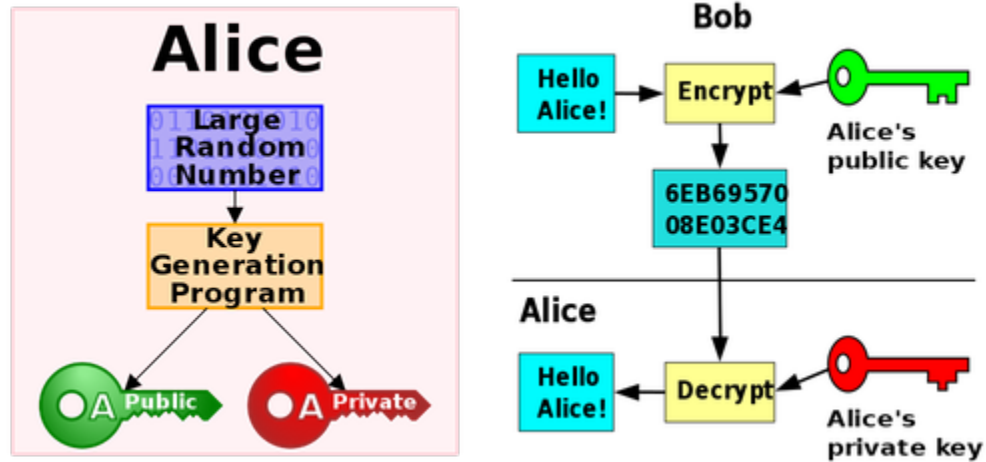 Alice
Large
Random
Number
Key
Generation
Program
A Public
A Private
Bob
Hello
Alice!
Encrypt
Alice's
public key
6EB69570
08E03CE4
Alice
Hello
Alice!
Decrypt
Alice's
private key